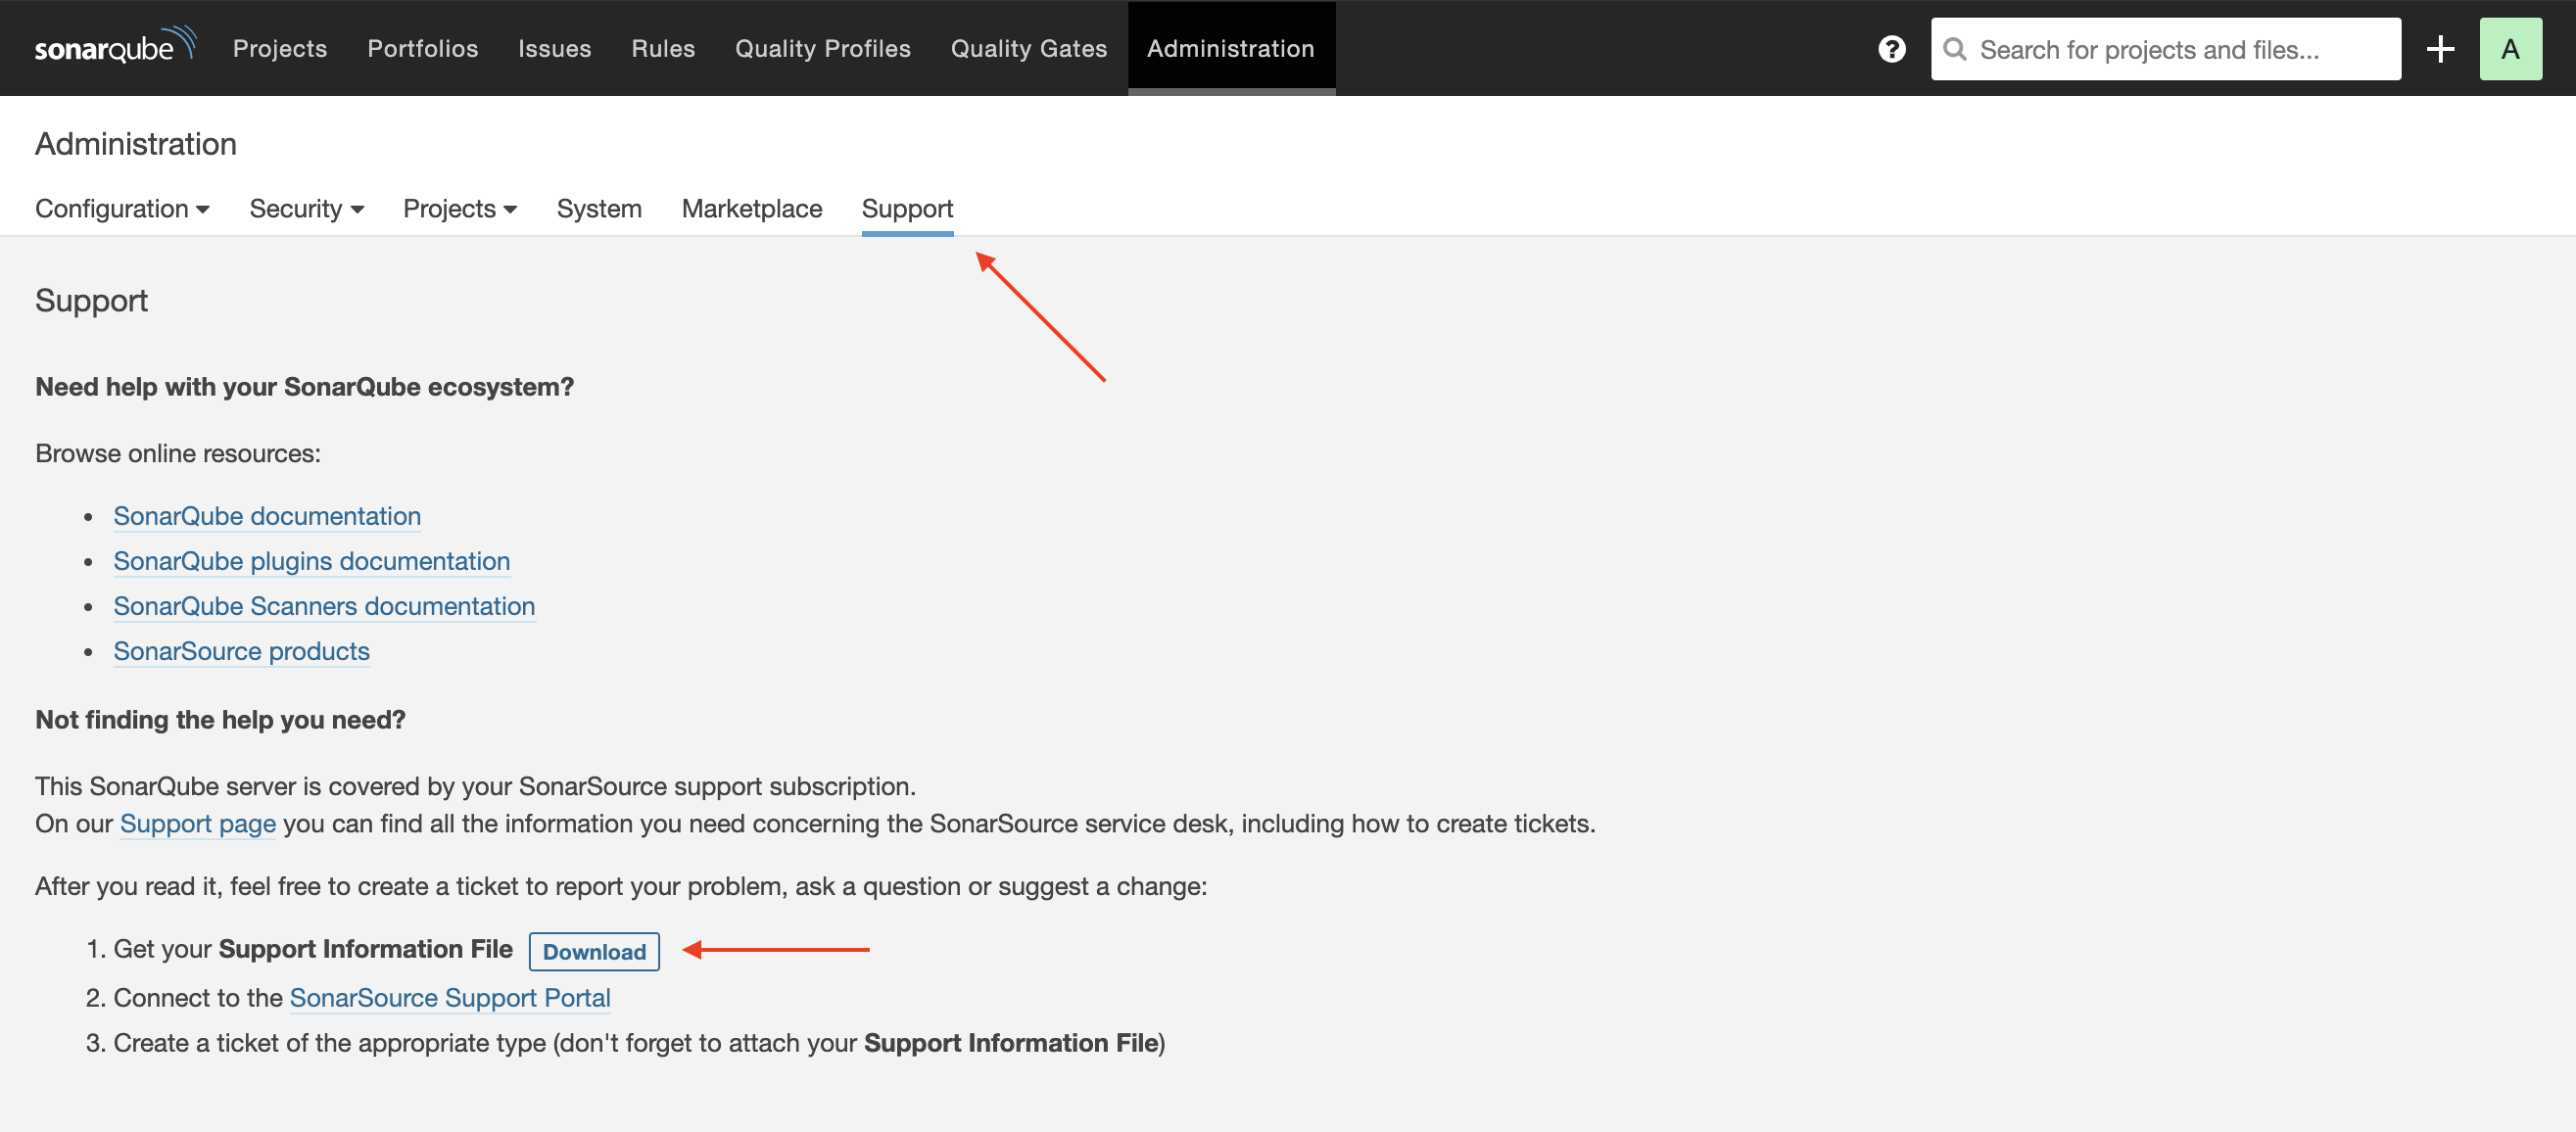 sonarqube Projects Portfolios Issues Rules Quality Profiles Quality Gates Administration ? Search for projects and files... A
Administration
Configuration Security Projects System Marketplace Support
Support
Need help with your SonarQube ecosystem?
Browse online resources:
• SonarQube documentation
• SonarQube plugins documentation
• SonarQube Scanners documentation
• SonarSource products
Not finding the help you need?
This SonarQube server is covered by your SonarSource support subscription.
On our Support page you can find all the information you need concerning the SonarSource service desk, including how to create tickets.
After you read it, feel free to create a ticket to report your problem, ask a question or suggest a change:
1. Get your Support Information File Download
2. Connect to the SonarSource Support Portal
3. Create a ticket of the appropriate type (don't forget to attach your Support Information File)